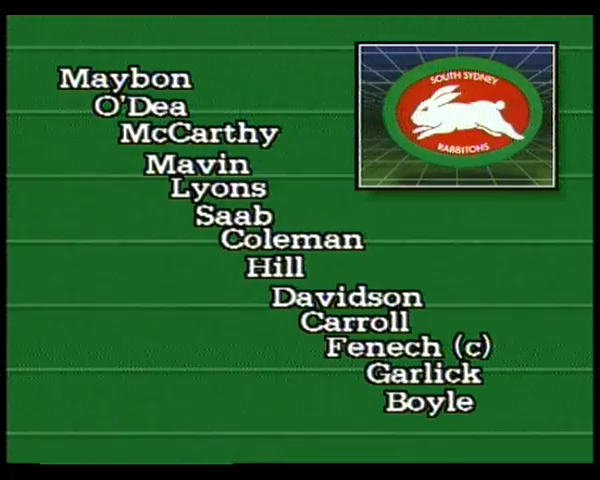 Maybon
O'Dea
McCarthy
Mavin
Lyons
Saab
Coleman
Hill
Davidson
Carroll
Fenech (c)
Garlick
Boyle
SOUTH SYDNEY
RABBITOHS